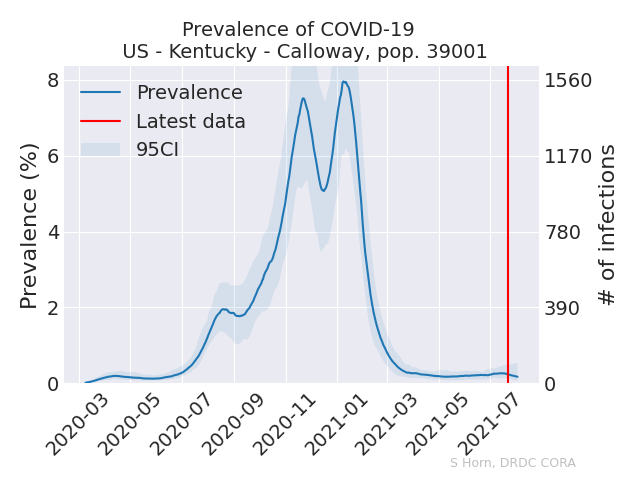 Prevalence of COVID-19
US - Kentucky - Calloway, pop. 39001
Prevalence
Latest data
95CI
Prevalence (%)
8
6
4
2
0
1560
1170
780
390
0
# of infections
2020-03
2020-05
2020-07
2020-09
2020-11
2021-01
2021-03
2021-05
2021-07
S Horn, DRDC CORA